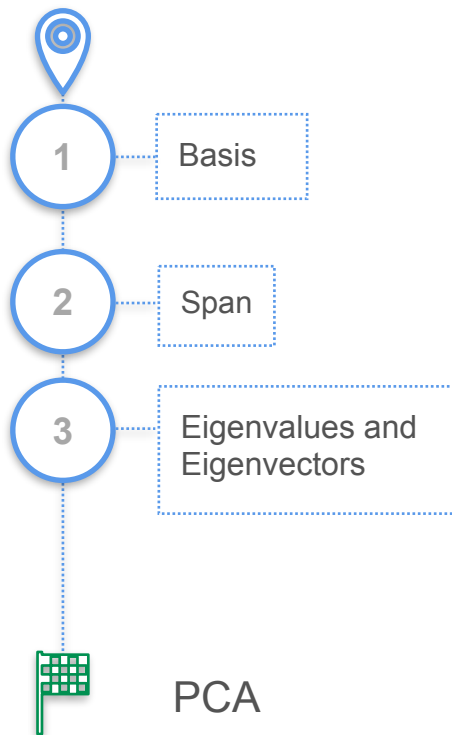 1
Basis
2
Span
3
Eigenvalues and
Eigenvectors
PCA